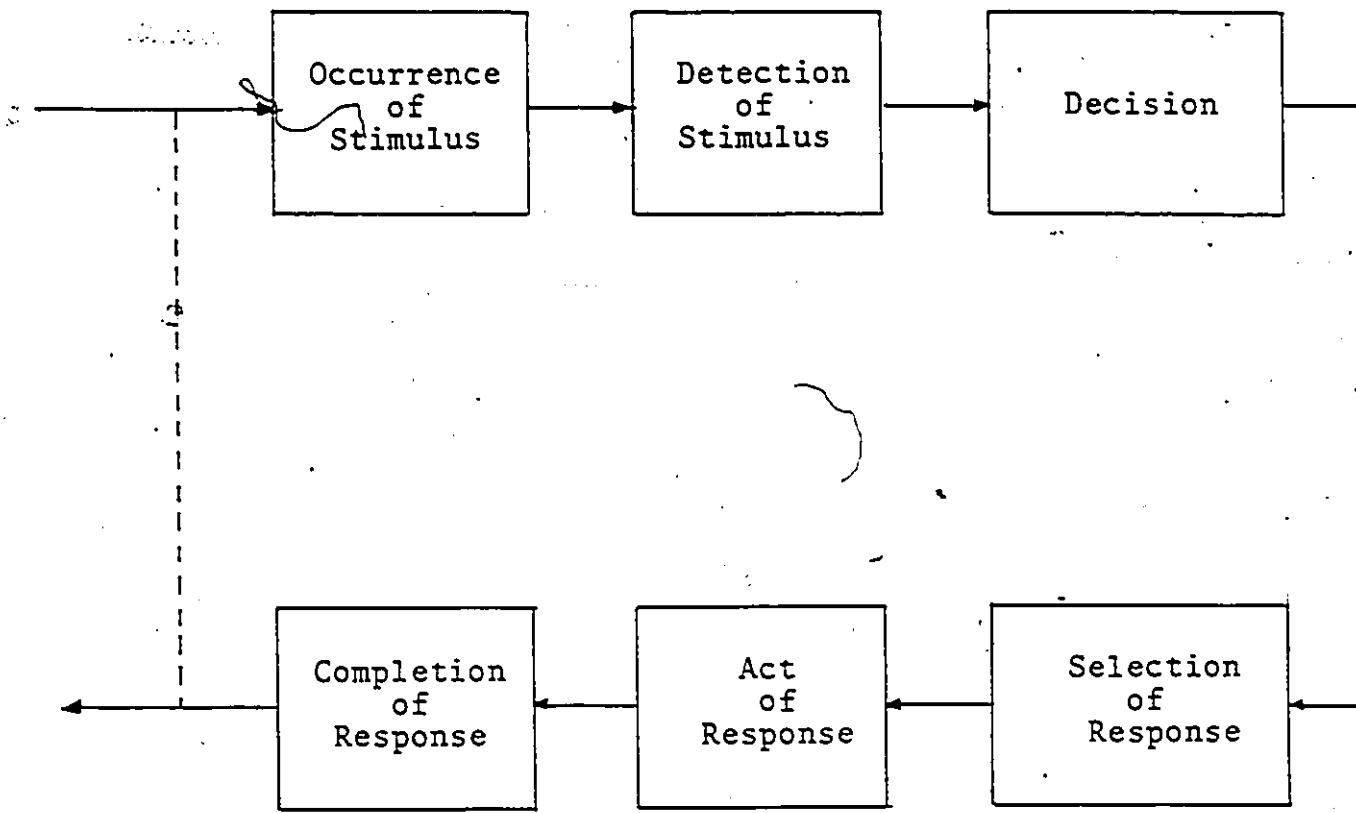 Occurrence
of
Stimulus
Detection
of
Stimulus
Decision
Completion
of
Response
Act
of
Response
Selection
of
Response